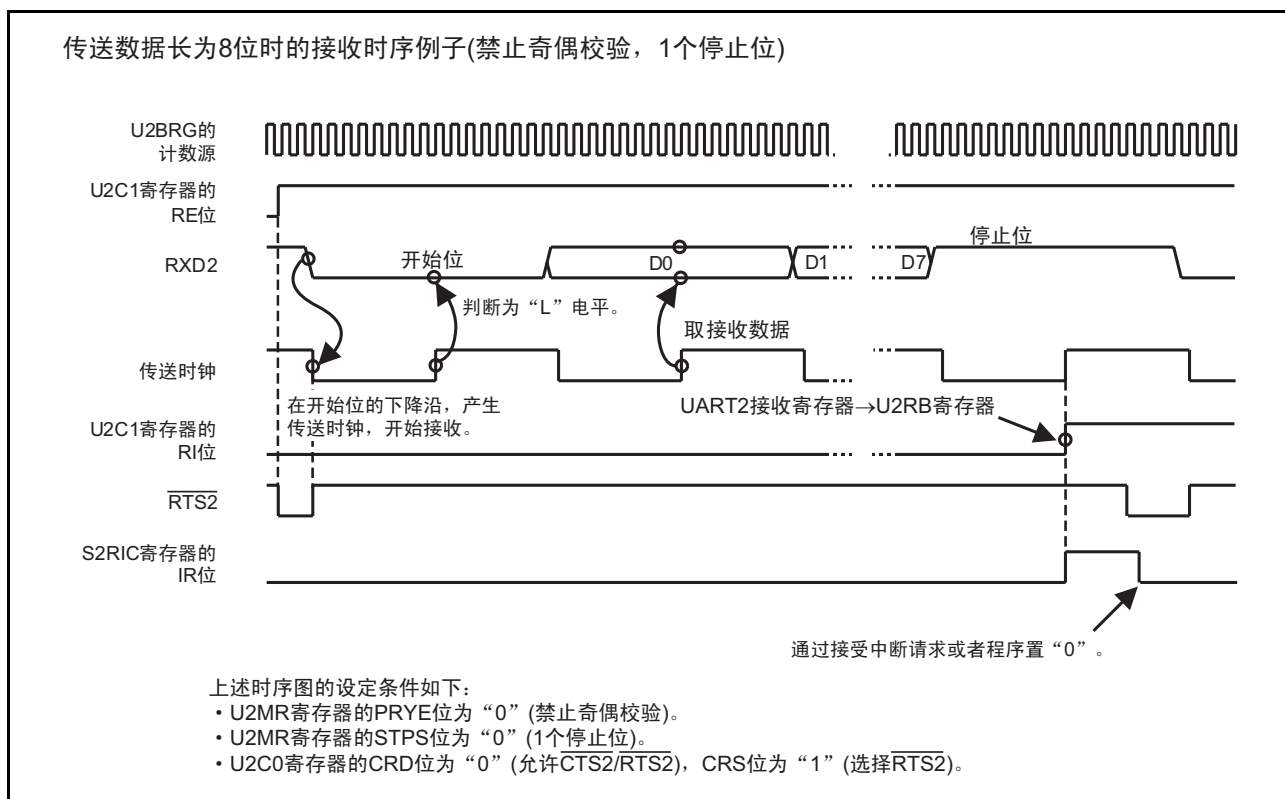 传送数据长为8位时的接收时序例子(禁止奇偶校验，1个停止位)
U2BRG的
计数源
U2C1寄存器的
RE位
RXD2
开始位
D0
D1
D7
停止位
判断为“L”电平。
取接收数据
传送时钟
在开始位的下降沿，产生
传送时钟，开始接收。
UART2接收寄存器→U2RB寄存器
U2C1寄存器的
RI位
RTS2
S2RIC寄存器的
IR位
通过接受中断请求或者程序置“0”。
上述时序图的设定条件如下：
・U2MR寄存器的PRYE位为“0”(禁止奇偶校验)。
・U2MR寄存器的STPS位为“0”(1个停止位)。
・U2C0寄存器的CRD位为“0”(允许CTS2/RTS2)，CRS位为“1”(选择RTS2)。